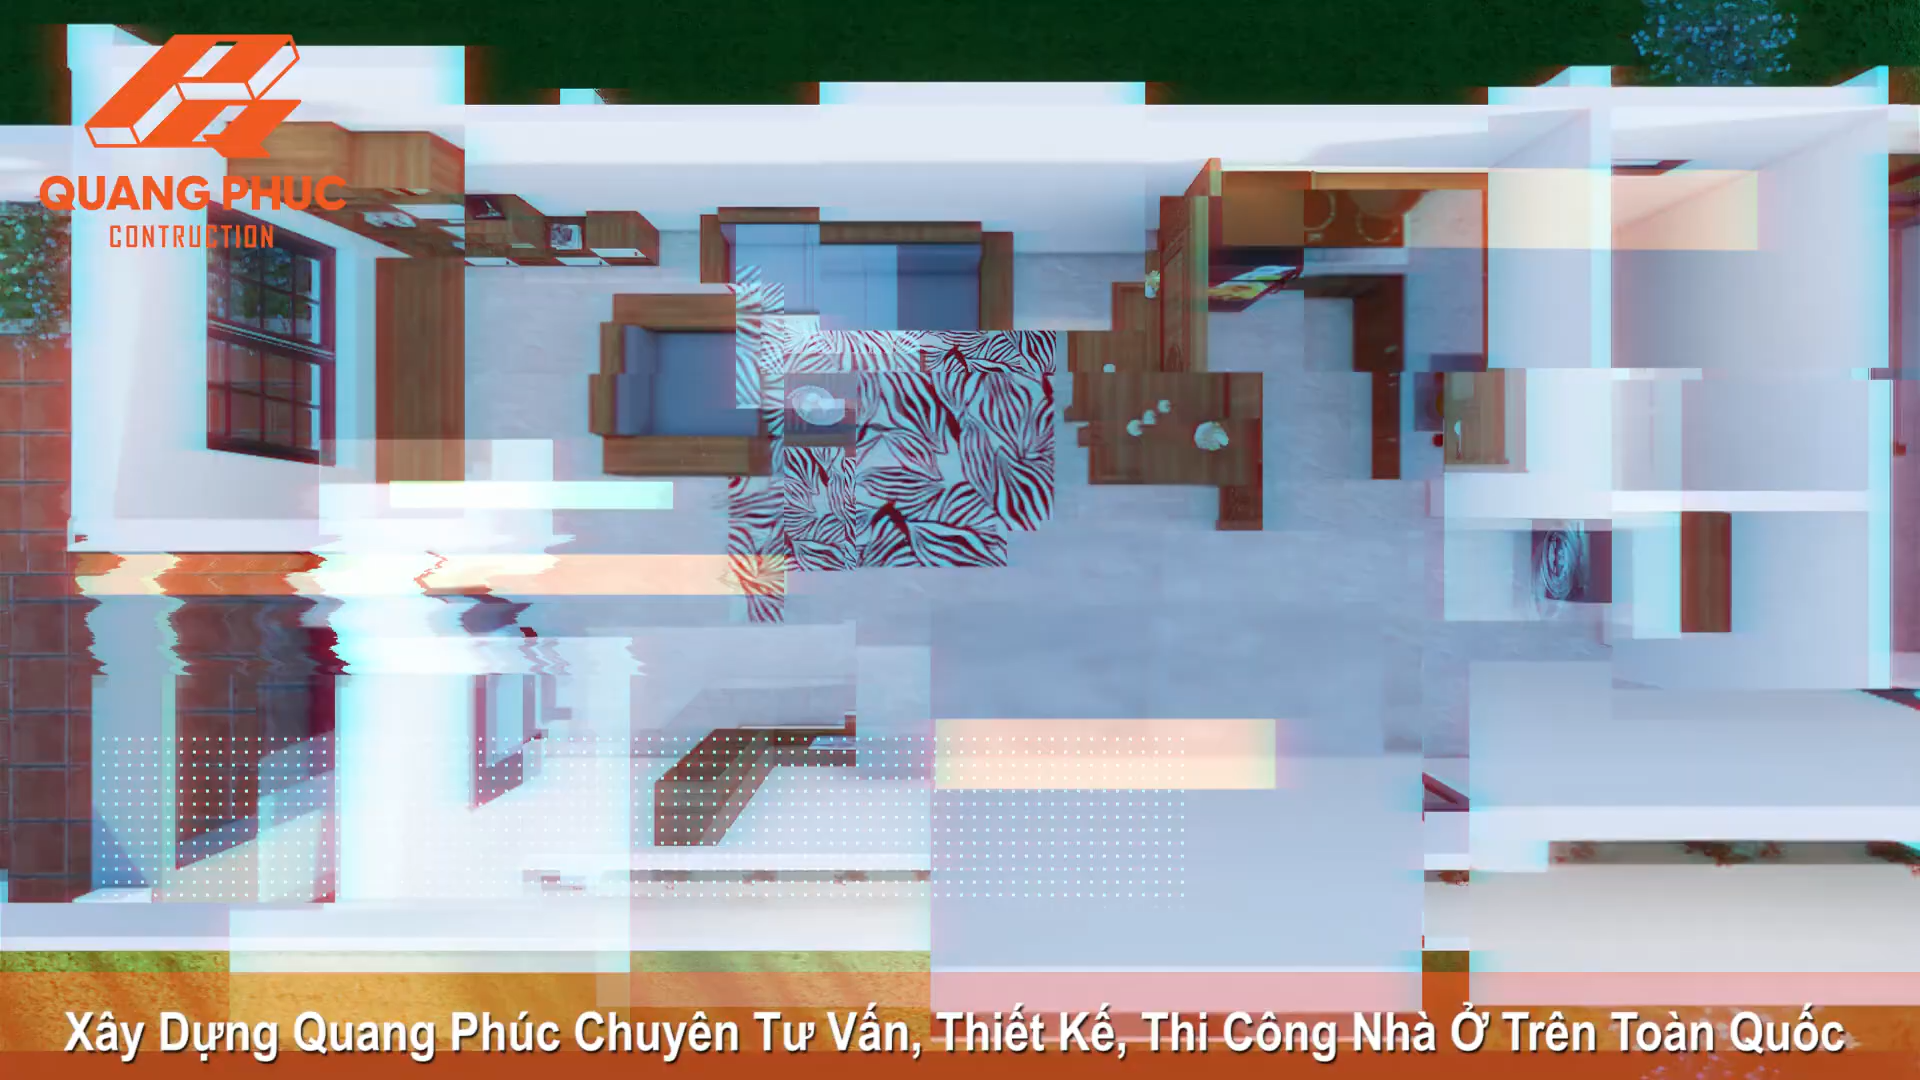 QUANG PHUC
CONTRUCTION
Xây Dựng Quang Phúc Chuyên Tư Vấn, Thiết Kế, Thi Công Nhà Ở Trên Toàn Quốc